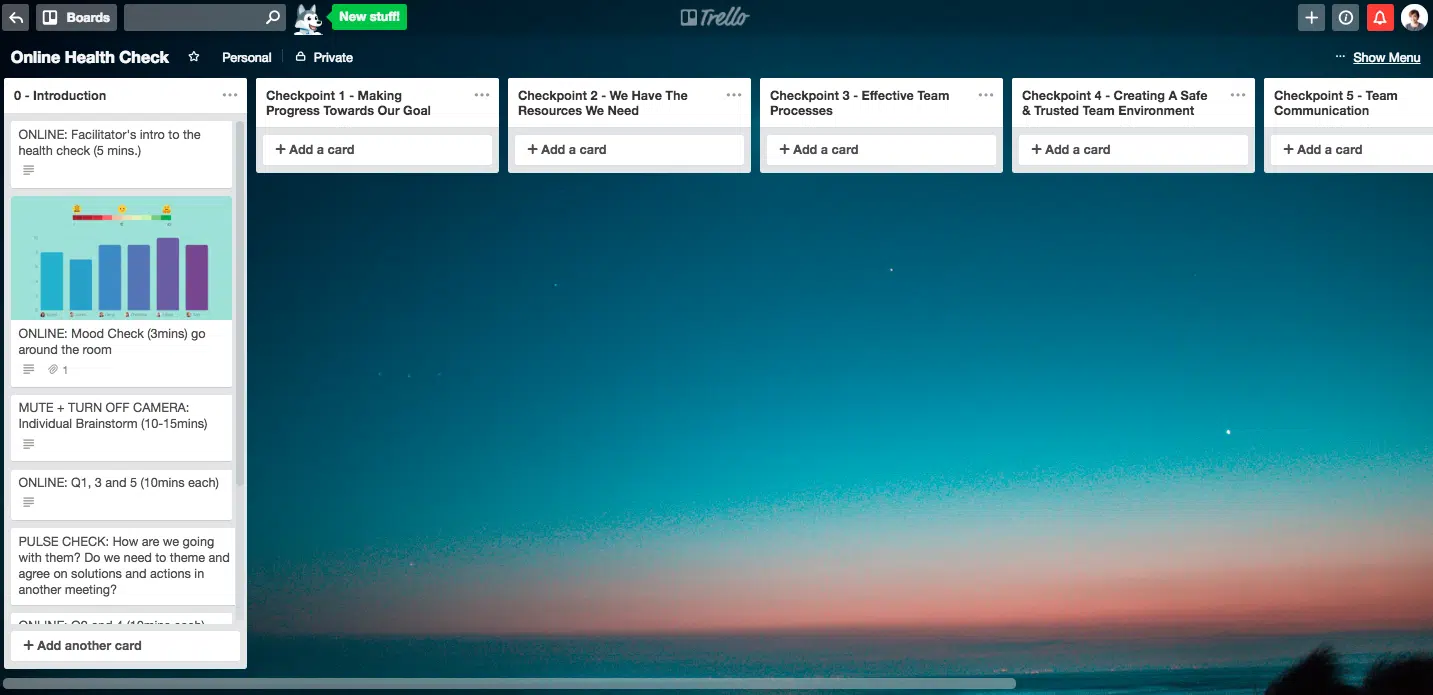 Boards
New stuff!
Trello
Online Health Check
Personal
Private
Show Menu
0 - Introduction
ONLINE: Facilitator's intro to the
health check (5 mins.)
ONLINE: Mood Check (3mins) go
around the room
1
MUTE + TURN OFF CAMERA:
Individual Brainstorm (10-15mins)
ONLINE: Q1, 3 and 5 (10mins each)
PULSE CHECK: How are we going
with them? Do we need to theme and
agree on solutions and actions in
another meeting?
+ Add another card
Checkpoint 1 - Making
Progress Towards Our Goal
+ Add a card
Checkpoint 2 - We Have The
Resources We Need
+ Add a card
Checkpoint 3 - Effective Team
Processes
+ Add a card
Checkpoint 4 - Creating A Safe
& Trusted Team Environment
+ Add a card
Checkpoint 5 - Team
Communication
+ Add a card